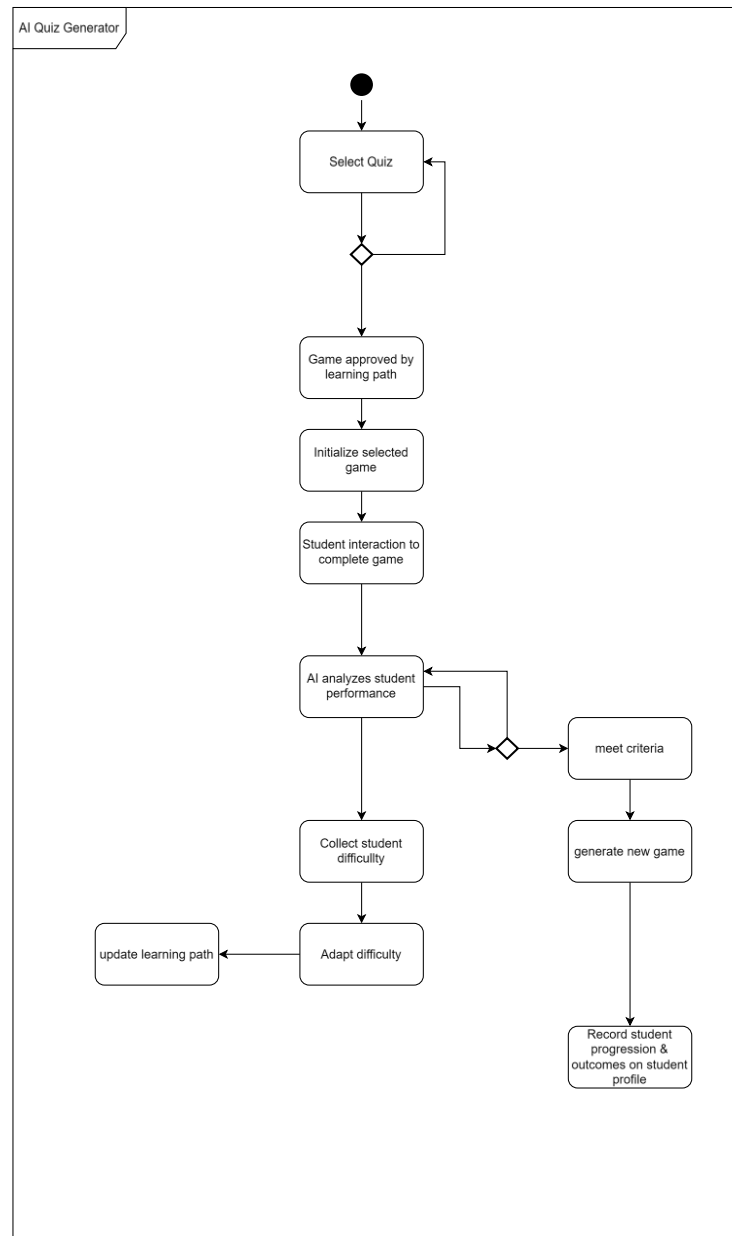 AI Quiz Generator
Select Quiz
Game approved by
learning path
Initialize selected
game
Student interaction to
complete game
AI analyzes student
performance
meet criteria
Collect student
difficullty
generate new game
update learning path
Adapt difficulty
Record student
progression &
outcomes on student
profile